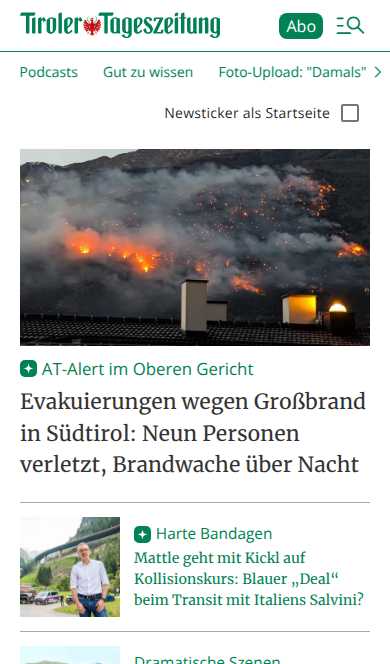 Tiroler Tageszeitung
Abo
Podcasts Gut zu wissen Foto-Upload: "Damals"
Newsticker als Startseite
AT-Alert im Oberen Gericht
Evakuierungen wegen Großbrand
in Südtirol: Neun Personen
verletzt, Brandwache über Nacht
Harte Bandagen
Mattle geht mit Kickl auf
Kollisionskurs: Blauer „Deal“
beim Transit mit Italiens Salvini?
Dramatische Szenen